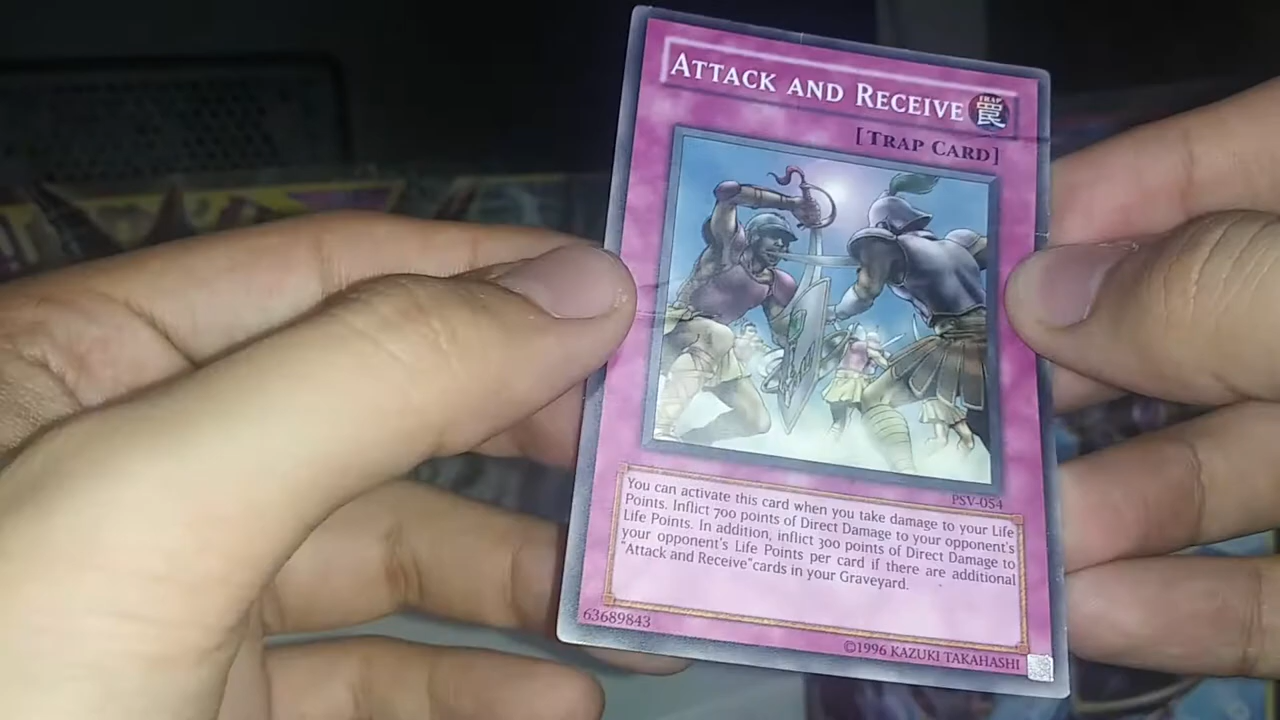 ATTACK AND RECEIVE
TRAP
罠
[TRAP CARD]
PSV-054
You can activate this card when you take damage to your Life
Points. Inflict 700 points of Direct Damage to your opponent's
Life Points. In addition, inflict 300 points of Direct Damage to
your opponent's Life Points per card if there are additional
"Attack and Receive"cards in your Graveyard.
63689843
©1996 KAZUKI TAKAHASHI